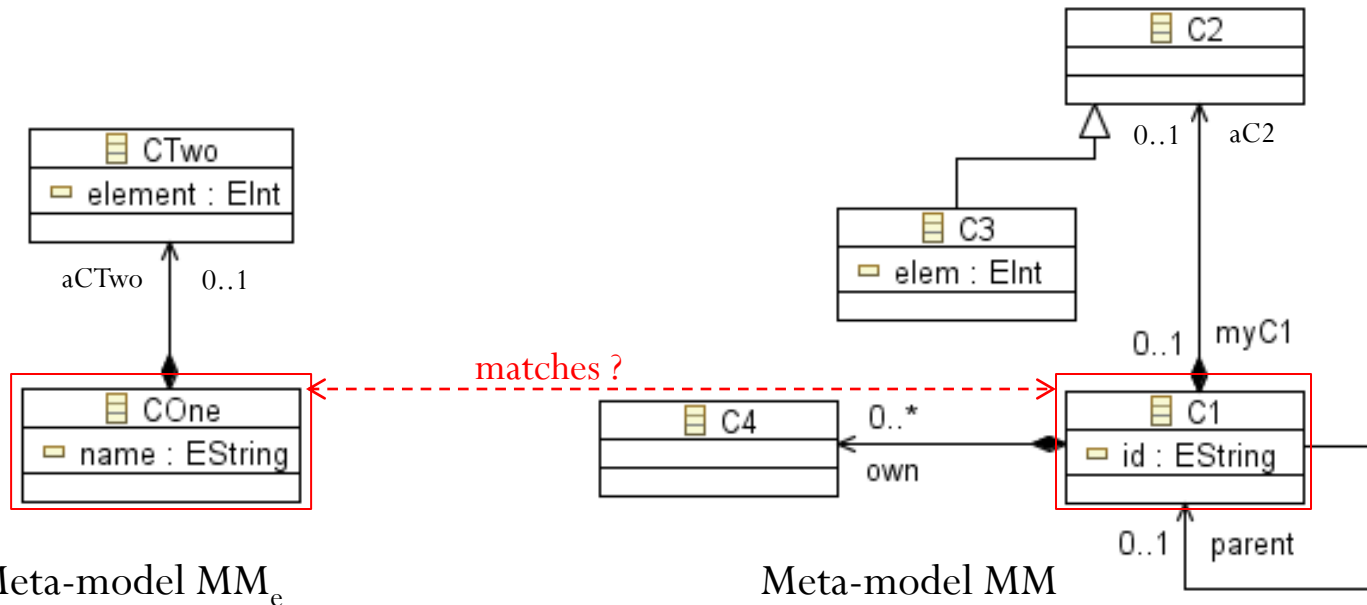 C2
0..1 aC2
CTwo
element : EInt
C3
elem : EInt
aCTwo 0..1
myC1
0..1
matches ?
COne
name : EString
C4
0..*
own
C1
id : EString
0..1 parent
Meta-model MMe
Meta-model MM